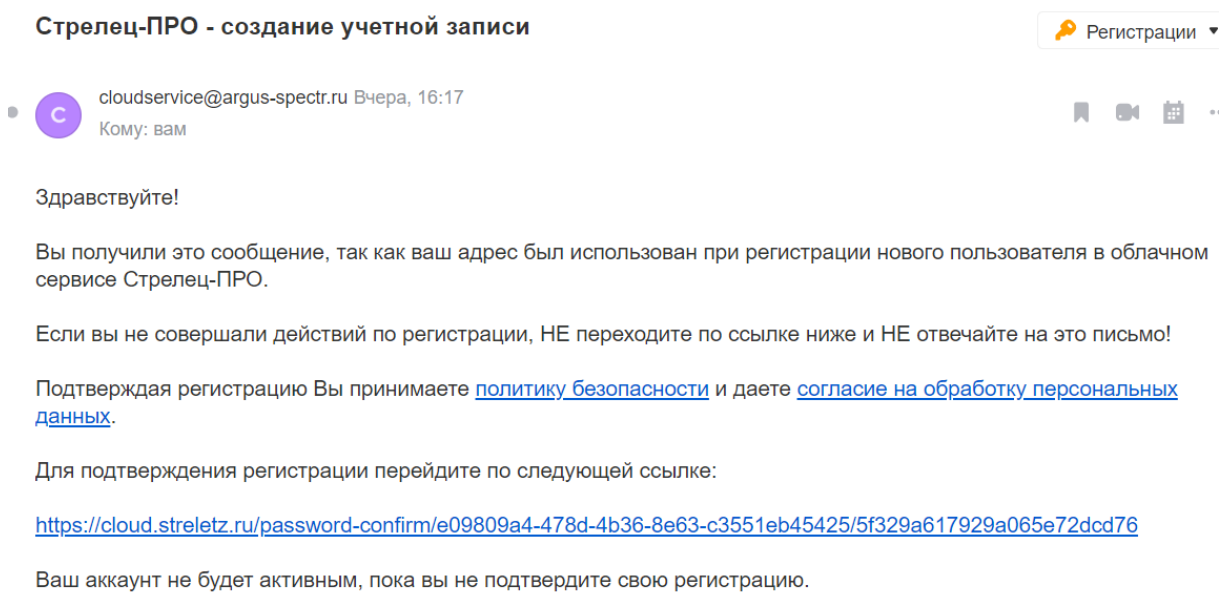 Стрелец-ПРО - создание учетной записи
Регистрации
С
cloudservice@argus-spectr.ru Вчера, 16:17
Кому: вам
Здравствуйте!
Вы получили это сообщение, так как ваш адрес был использован при регистрации нового пользователя в облачном
сервисе Стрелец-ПРО.
Если вы не совершали действий по регистрации, НЕ переходите по ссылке ниже и НЕ отвечайте на это письмо!
Подтверждая регистрацию Вы принимаете политику безопасности и даете согласие на обработку персональных
данных.
Для подтверждения регистрации перейдите по следующей ссылке:
https://cloud.streletz.ru/password-confirm/e09809a4-478d-4b36-8e63-c3551eb45425/5f329a617929a065e72dcd76
Ваш аккаунт не будет активным, пока вы не подтвердите свою регистрацию.